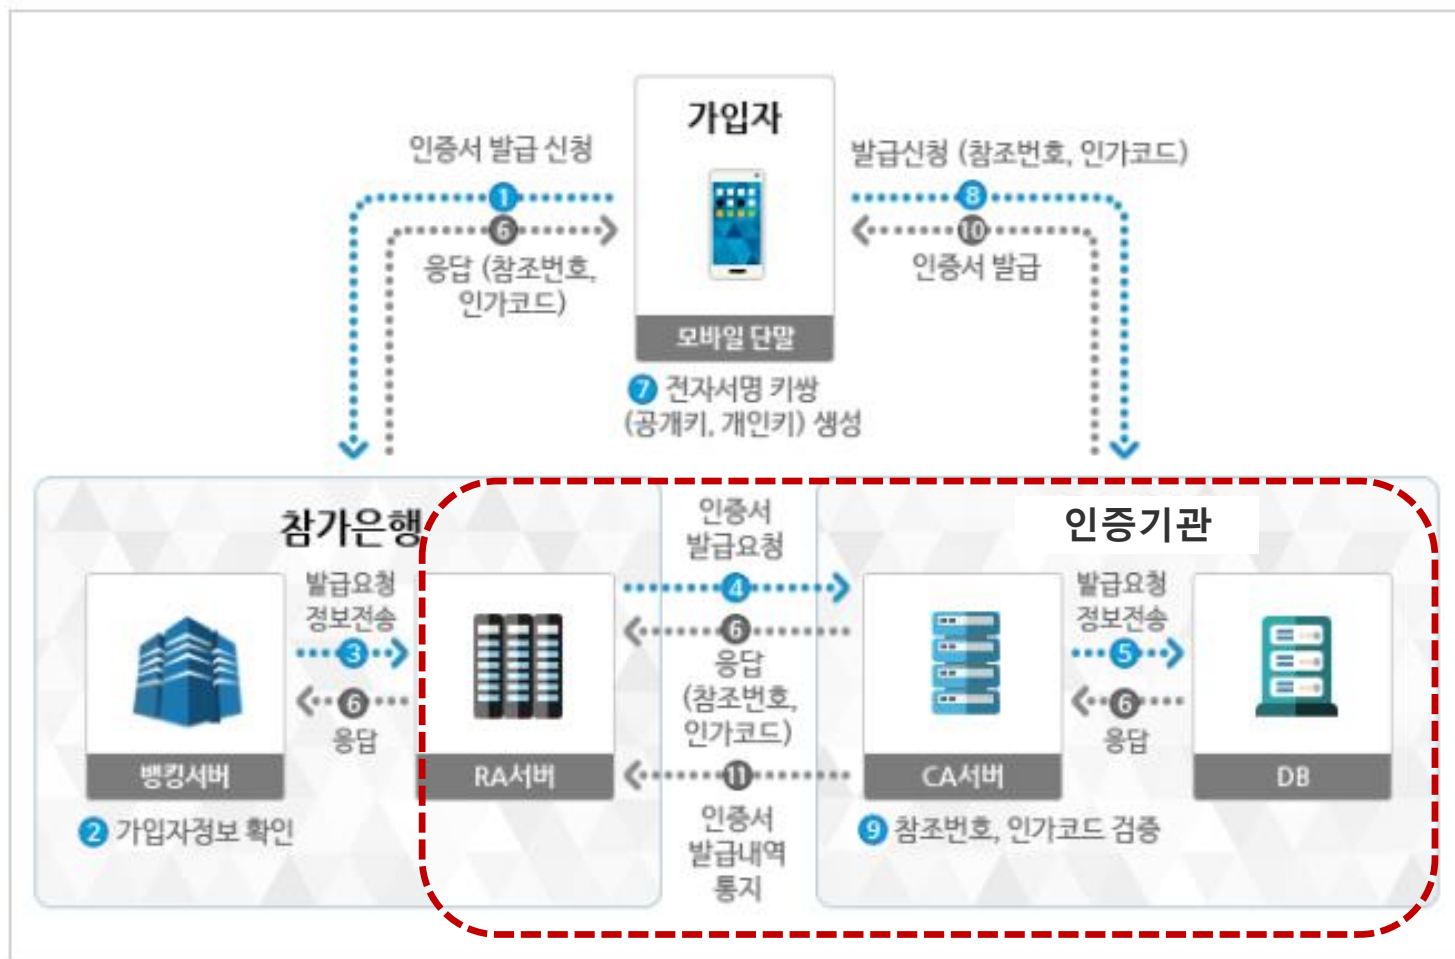 가입자
모바일 단말
인증서 발급 신청
1
6
응답 (참조번호,
인가코드)
발급신청 (참조번호, 인가코드)
8
10
인증서 발급
7 전자서명 키쌍
(공개키, 개인키) 생성
참가은행
발급요청
정보전송
3
6
응답
뱅킹서버
RA서버
2 가입자정보 확인
인증서
발급요청
4
6
응답
(참조번호,
인가코드)
11
인증서
발급내역
통지
인증기관
발급요청
정보전송
5
6
응답
CA서버
DB
9 참조번호, 인가코드 검증